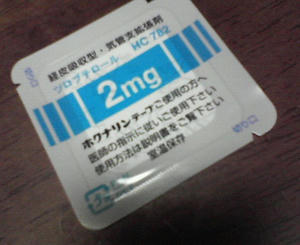 経皮吸収型・気管支拡張剤
ツロブテロール HC 782
2mg
ホクナリンテープご使用の方へ
医師の指示に従いご使用下さい
使用方法は説明書をご覧下さい
室温保存
切り口